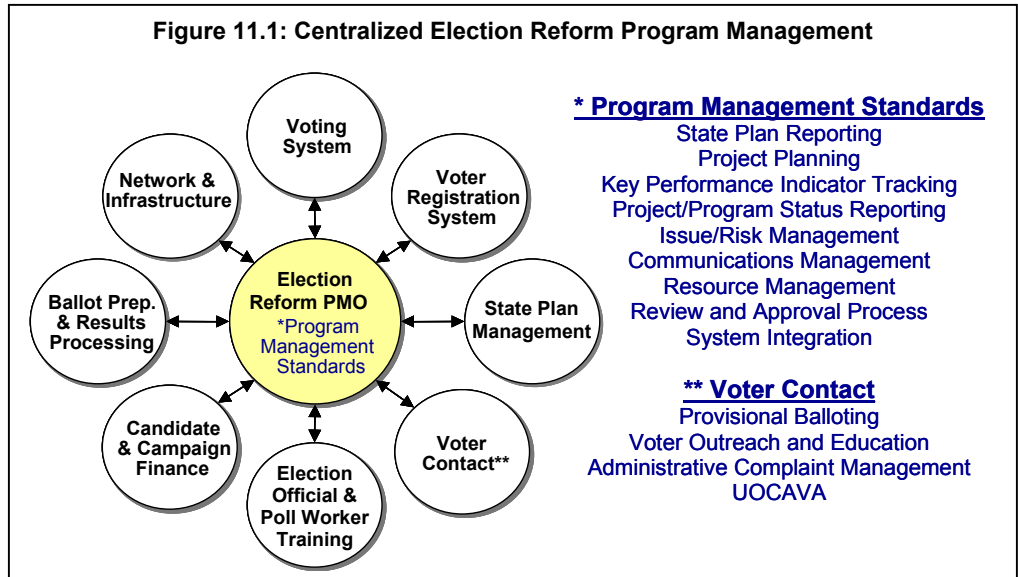 Figure 11.1: Centralized Election Reform Program Management
Voting
System
Voter
Registration
System
State Plan
Management
Voter
Contact**
Election
Official &
Poll Worker
Training
Candidate
& Campaign
Finance
Ballot Prep.
& Results
Processing
Network &
Infrastructure
Election
Reform PMO
*Program
Management
Standards
* Program Management Standards
State Plan Reporting
Project Planning
Key Performance Indicator Tracking
Project/Program Status Reporting
Issue/Risk Management
Communications Management
Resource Management
Review and Approval Process
System Integration
** Voter Contact
Provisional Balloting
Voter Outreach and Education
Administrative Complaint Management
UOCAVA